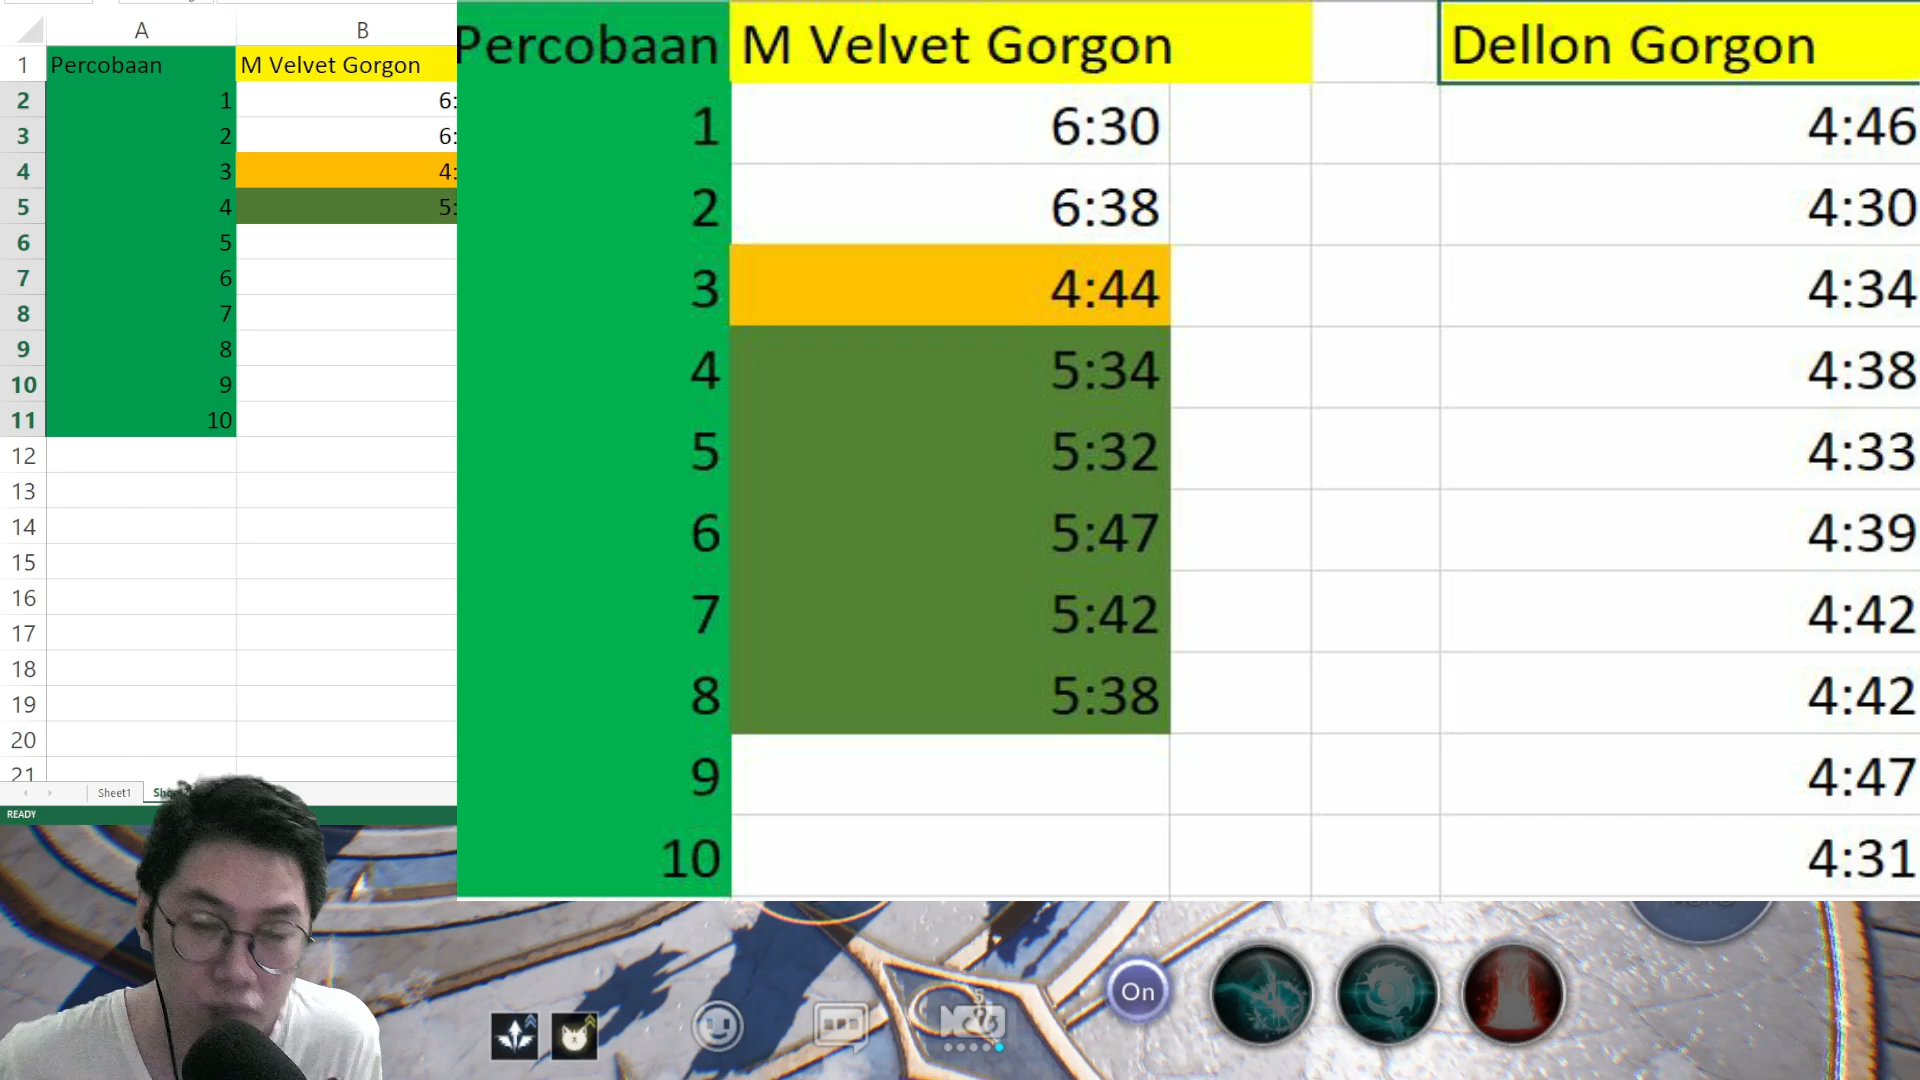 A B
1 Percobaan M Velvet Gorgon
2 1 6:
3 2 6:
4 3 4:
5 4 5:
6 5
7 6
8 7
9 8
10 9
11 10
12
13
14
15
16
17
18
19
20
21
Sheet1
READY
Percobaan M Velvet Gorgon Dellon Gorgon
1 6:30 4:46
2 6:38 4:30
3 4:44 4:34
4 5:34 4:38
5 5:32 4:33
6 5:47 4:39
7 5:42 4:42
8 5:38 4:42
9 4:47
10 4:31
On